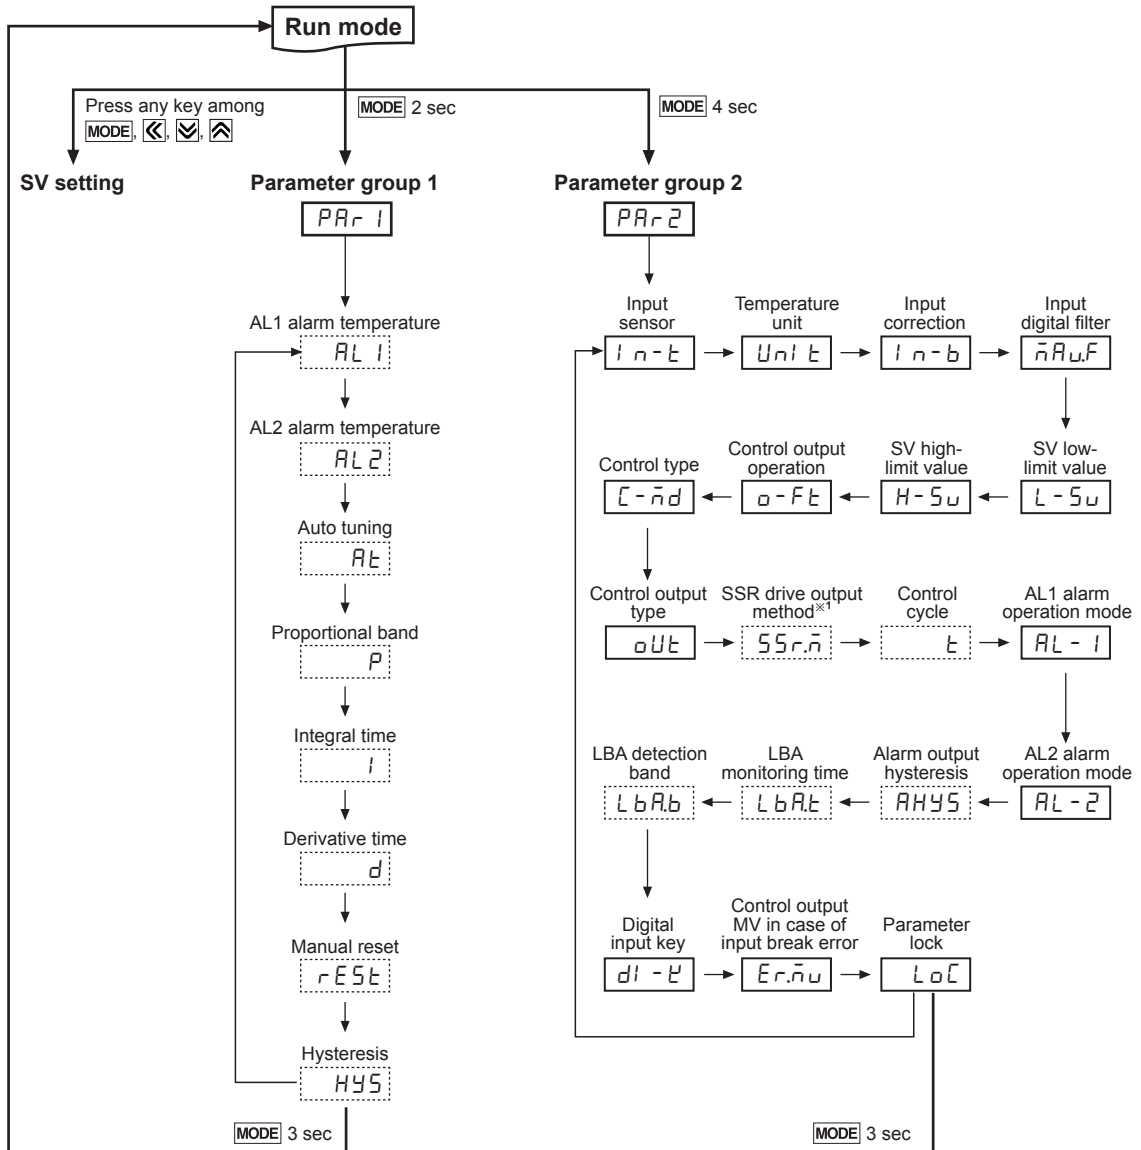 Run mode
Press any key among
MODE, «, , 
MODE 2 sec
MODE 4 sec
SV setting
Parameter group 1
PAr 1
AL1 alarm temperature
AL 1
AL2 alarm temperature
AL2
Auto tuning
At
Proportional band
P
Integral time
I
Derivative time
d
Manual reset
rESt
Hysteresis
HYS
MODE 3 sec
Parameter group 2
PAr2
Input
sensor
In-t
Temperature
unit
UnIt
Input
correction
In-b
Input
digital filter
mAv.F
SV low-
limit value
L-Sv
SV high-
limit value
H-Sv
Control output
operation
o-Ft
Control type
C-md
Control output
type
oUt
SSR drive output
method※1
SSr.m
Control
cycle
t
AL1 alarm
operation mode
AL-1
AL2 alarm
operation mode
AL-2
Alarm output
hysteresis
AHYS
LBA
monitoring time
LbA.t
LBA detection
band
LbA.b
Digital
input key
dI-K
Control output
MV in case of
input break error
Er.mv
Parameter
lock
LoC
MODE 3 sec